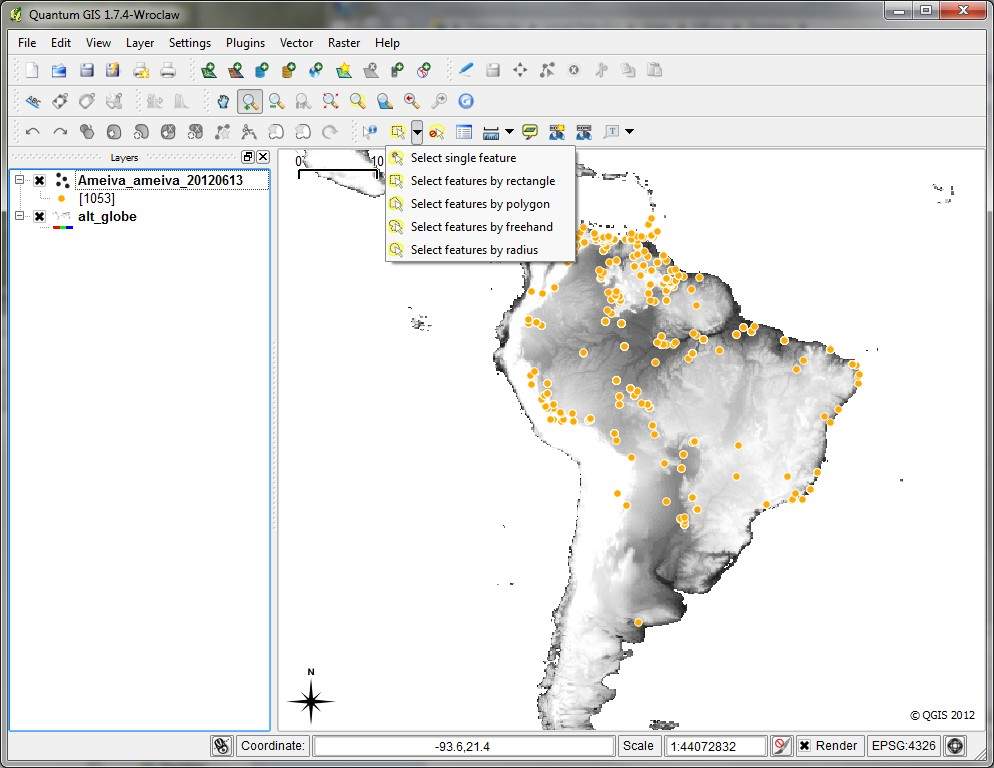 Quantum GIS 1.7.4-Wroclaw
File Edit View Layer Settings Plugins Vector Raster Help
Layers
Ameiva_ameiva_20120613
[1053]
alt_globe
0 10
Select single feature
Select features by rectangle
Select features by polygon
Select features by freehand
Select features by radius
N
© QGIS 2012
Coordinate: -93.6,21.4 Scale 1:44072832 Render EPSG:4326